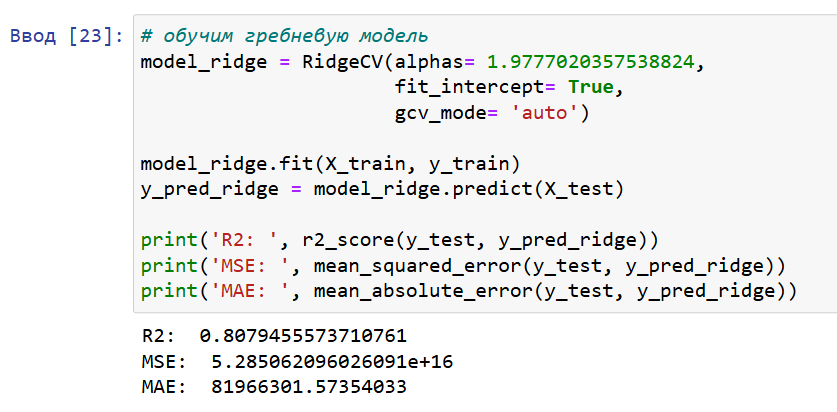 Ввод [23]: # обучим гребневую модель
model_ridge = RidgeCV(alphas= 1.9777020357538824,
fit_intercept= True,
gcv_mode= 'auto')
model_ridge.fit(X_train, y_train)
y_pred_ridge = model_ridge.predict(X_test)
print('R2: ', r2_score(y_test, y_pred_ridge))
print('MSE: ', mean_squared_error(y_test, y_pred_ridge))
print('MAE: ', mean_absolute_error(y_test, y_pred_ridge))
R2:  0.8079455573710761
MSE:  5.285062096026091e+16
MAE:  81966301.57354033